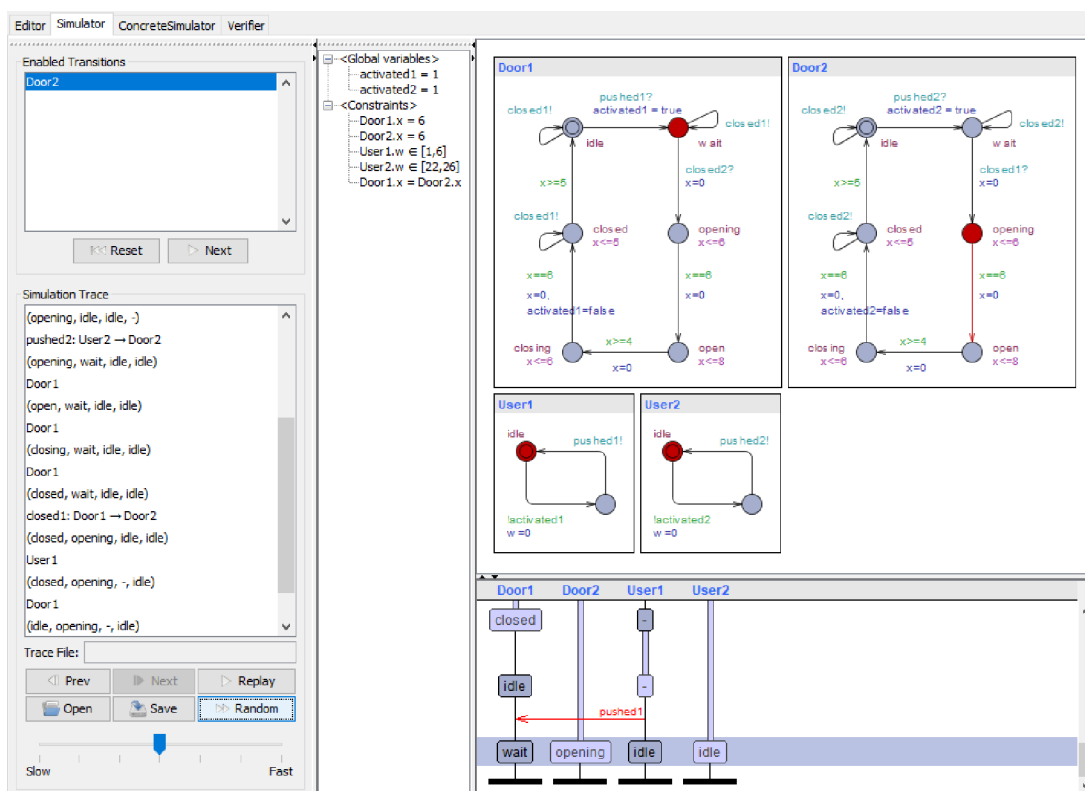 Editor Simulator ConcreteSimulator Verifier
Enabled Transitions
Door2
Reset
Next
Simulation Trace
(opening, idle, idle, -)
pushed2: User2 → Door2
(opening, wait, idle, idle)
Door1
(open, wait, idle, idle)
Door1
(closing, wait, idle, idle)
Door1
(closed, wait, idle, idle)
closed1: Door1 → Door2
(closed, opening, idle, idle)
User1
(closed, opening, -, idle)
Door1
(idle, opening, -, idle)
Trace File:
Prev Next Replay
Open Save Random
Slow Fast
<Global variables>
activated1 = 1
activated2 = 1
<Constraints>
Door1.x = 6
Door2.x = 6
User1.w ∈ [1,6]
User2.w ∈ [22,26]
Door1.x = Door2.x
Door1
pushed1?
closed1!
activated1 = true
closed1!
idle
wait
closed2?
x>=5
x=0
closed1!
closed
x<=5
opening
x<=6
x==6
x=0,
activated1=false
x==6
x=0
closing
x<=6
x>=4
x=0
open
x<=8
Door2
pushed2?
closed2!
activated2 = true
closed2!
idle
wait
closed1?
x>=5
x=0
closed2!
closed
x<=5
opening
x<=6
x==6
x=0,
activated2=false
x==6
x=0
closing
x<=6
x>=4
x=0
open
x<=8
User1
idle
pushed1!
!activated1
w=0
User2
idle
pushed2!
!activated2
w=0
Door1 Door2 User1 User2
closed -
idle -
pushed1
wait opening idle idle